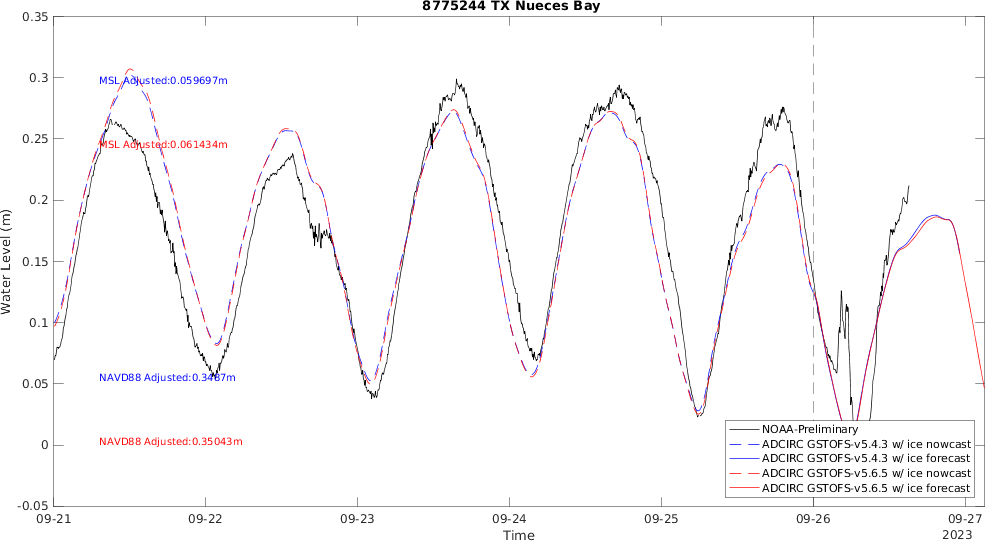 8775244 TX Nueces Bay
0.35
0.3
0.25
0.2
0.15
0.1
0.05
0
-0.05
Water Level (m)
MSL Adjusted:0.059697m
MSL Adjusted:0.061434m
NAVD88 Adjusted:0.3487m
NAVD88 Adjusted:0.35043m
NOAA-Preliminary
ADCIRC GSTOFS-v5.4.3 w/ ice nowcast
ADCIRC GSTOFS-v5.4.3 w/ ice forecast
ADCIRC GSTOFS-v5.6.5 w/ ice nowcast
ADCIRC GSTOFS-v5.6.5 w/ ice forecast
09-21 09-22 09-23 09-24 09-25 09-26 09-27
2023
Time